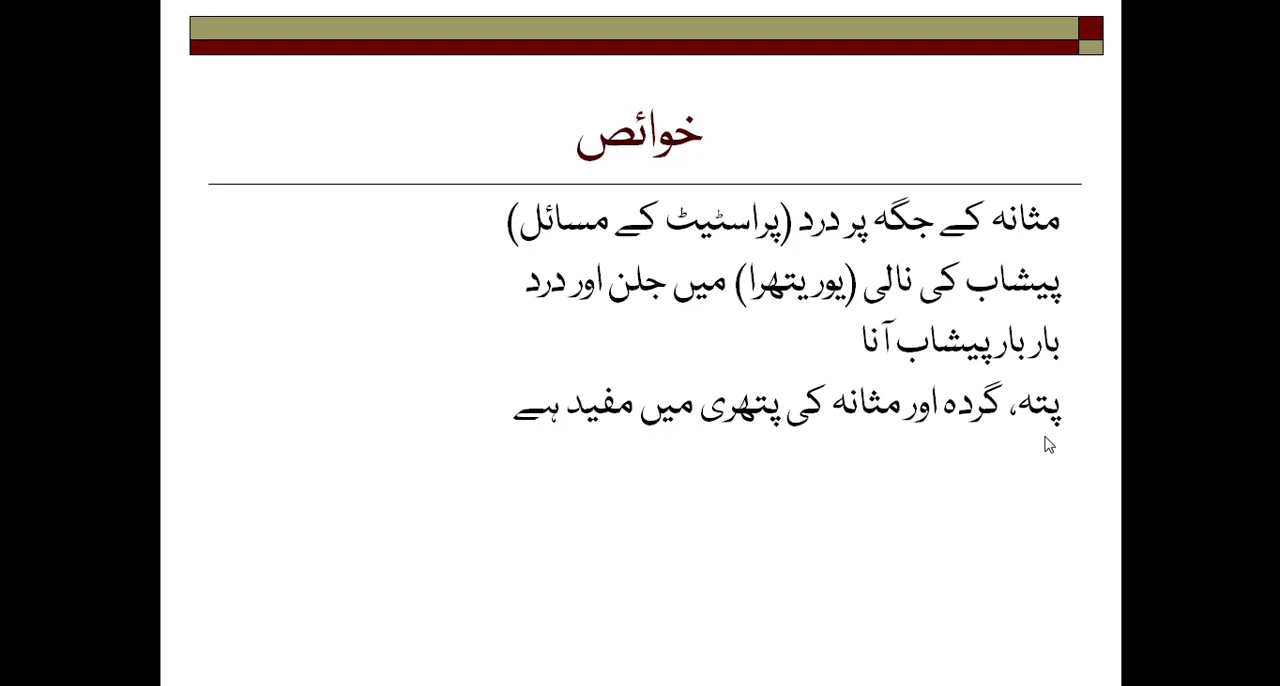 خوائص
مثانہ کے جگہ پر درد (پراسٹیٹ کے مسائل)
پیشاب کی نالی (یوریتھرا) میں جلن اور درد
بار بار پیشاب آنا
پتہ، گردہ اور مثانہ کی پتھری میں مفید ہے